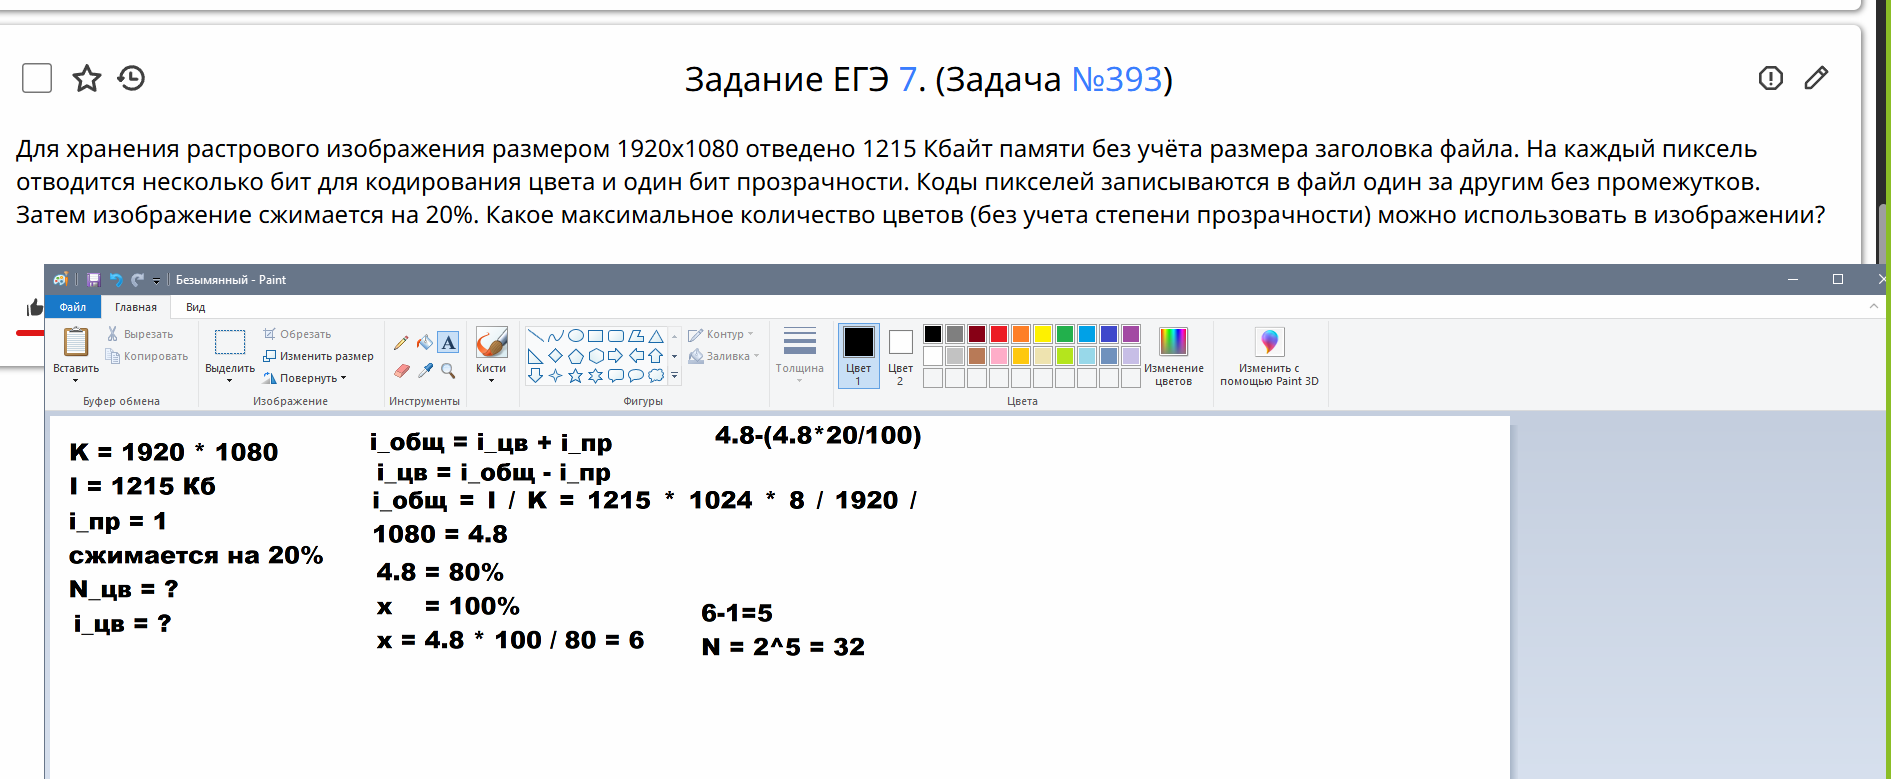 Задание ЕГЭ 7. (Задача №393)
Для хранения растрового изображения размером 1920x1080 отведено 1215 Кбайт памяти без учёта размера заголовка файла. На каждый пиксель
отводится несколько бит для кодирования цвета и один бит прозрачности. Коды пикселей записываются в файл один за другим без промежутков.
Затем изображение сжимается на 20%. Какое максимальное количество цветов (без учета степени прозрачности) можно использовать в изображении?
Безымянный - Paint
Файл
Главная
Вид
Вставить
Вырезать
Копировать
Буфер обмена
Выделить
Обрезать
Изменить размер
Повернуть
Изображение
A
Инструменты
Кисти
Контур
Заливка
Фигуры
Толщина
Цвет
1
Цвет
2
Изменение
цветов
Цвета
Изменить с
помощью Paint 3D
K = 1920 * 1080
I = 1215 Кб
i_пр = 1
сжимается на 20%
N_цв = ?
i_цв = ?
i_общ = i_цв + i_пр
i_цв = i_общ - i_пр
i_общ = I / K = 1215 * 1024 * 8 / 1920 /
1080 = 4.8
4.8 = 80%
x = 100%
x = 4.8 * 100 / 80 = 6
4.8-(4.8*20/100)
6-1=5
N = 2^5 = 32